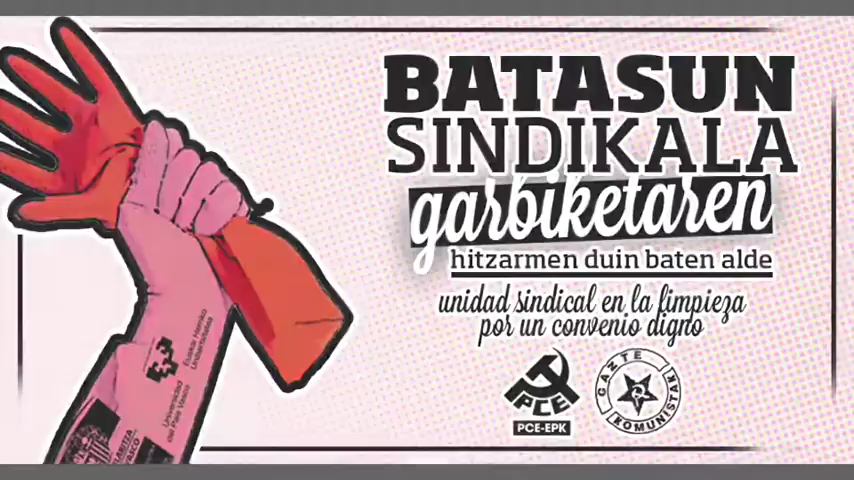 BATASUN
SINDIKALA
garbiketaren
hitzarmen duin baten alde
unidad sindical en la limpieza
por un convenio digno
PCE
PCE-EPK
GAZTE
KOMUNISTAK
Euskal Herriko
Unibertsitatea
Universidad
del País Vasco
VASCO